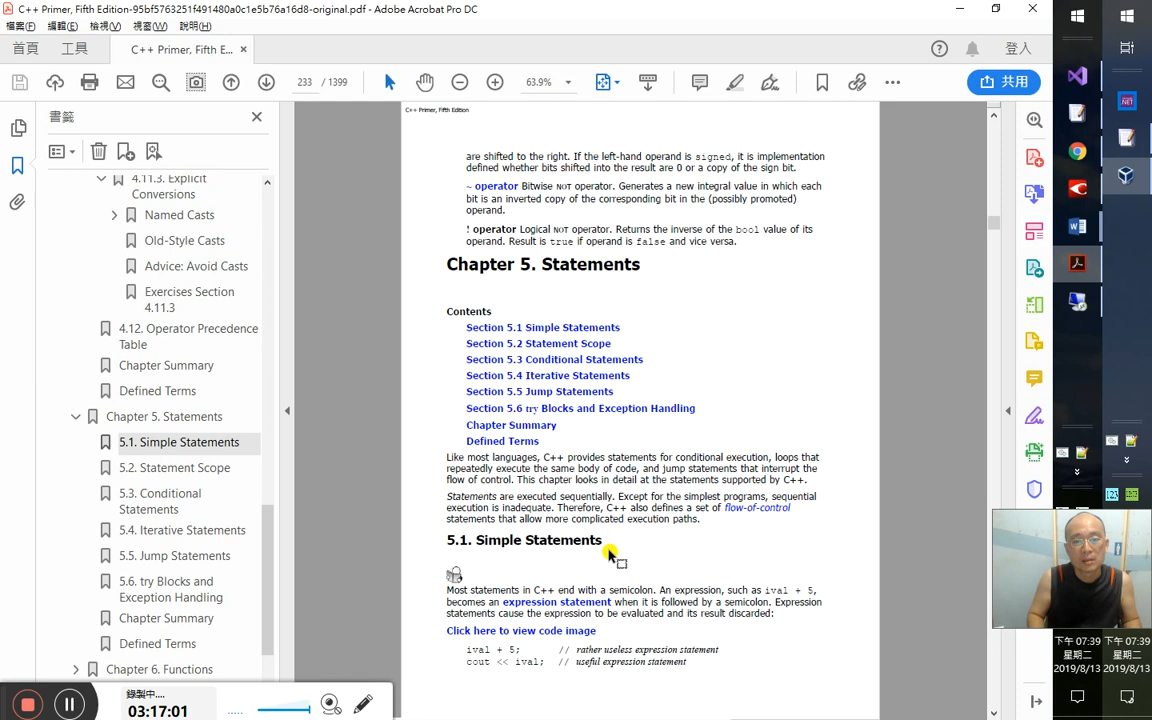 C++ Primer, Fifth Edition-95bf5763251f491480a0c1e5b76a16d8-original.pdf - Adobe Acrobat Pro DC
檔案(F) 編輯(E) 檢視(V) 視窗(W) 說明(H)
首頁 工具 C++ Primer, Fifth E... × 登入
233 / 1399 63.9% 共用
書籤
4.11.3. Explicit
Conversions
Named Casts
Old-Style Casts
Advice: Avoid Casts
Exercises Section
4.11.3
4.12. Operator Precedence
Table
Chapter Summary
Defined Terms
Chapter 5. Statements
5.1. Simple Statements
5.2. Statement Scope
5.3. Conditional
Statements
5.4. Iterative Statements
5.5. Jump Statements
5.6. try Blocks and
Exception Handling
Chapter Summary
Defined Terms
Chapter 6. Functions
C++ Primer, Fifth Edition
are shifted to the right. If the left-hand operand is signed, it is implementation
defined whether bits shifted into the result are 0 or a copy of the sign bit.
~ operator Bitwise NOT operator. Generates a new integral value in which each
bit is an inverted copy of the corresponding bit in the (possibly promoted)
operand.
! operator Logical NOT operator. Returns the inverse of the bool value of its
operand. Result is true if operand is false and vice versa.
Chapter 5. Statements
Contents
Section 5.1 Simple Statements
Section 5.2 Statement Scope
Section 5.3 Conditional Statements
Section 5.4 Iterative Statements
Section 5.5 Jump Statements
Section 5.6 try Blocks and Exception Handling
Chapter Summary
Defined Terms
Like most languages, C++ provides statements for conditional execution, loops that
repeatedly execute the same body of code, and jump statements that interrupt the
flow of control. This chapter looks in detail at the statements supported by C++.
Statements are executed sequentially. Except for the simplest programs, sequential
execution is inadequate. Therefore, C++ also defines a set of flow-of-control
statements that allow more complicated execution paths.
5.1. Simple Statements
Most statements in C++ end with a semicolon. An expression, such as ival + 5,
becomes an expression statement when it is followed by a semicolon. Expression
statements cause the expression to be evaluated and its result discarded:
Click here to view code image
ival + 5; // rather useless expression statement
cout << ival; // useful expression statement
錄製中....
03:17:01
.NET
下午 07:39 下午 07:39
星期二 星期二
2019/8/13 2019/8/13